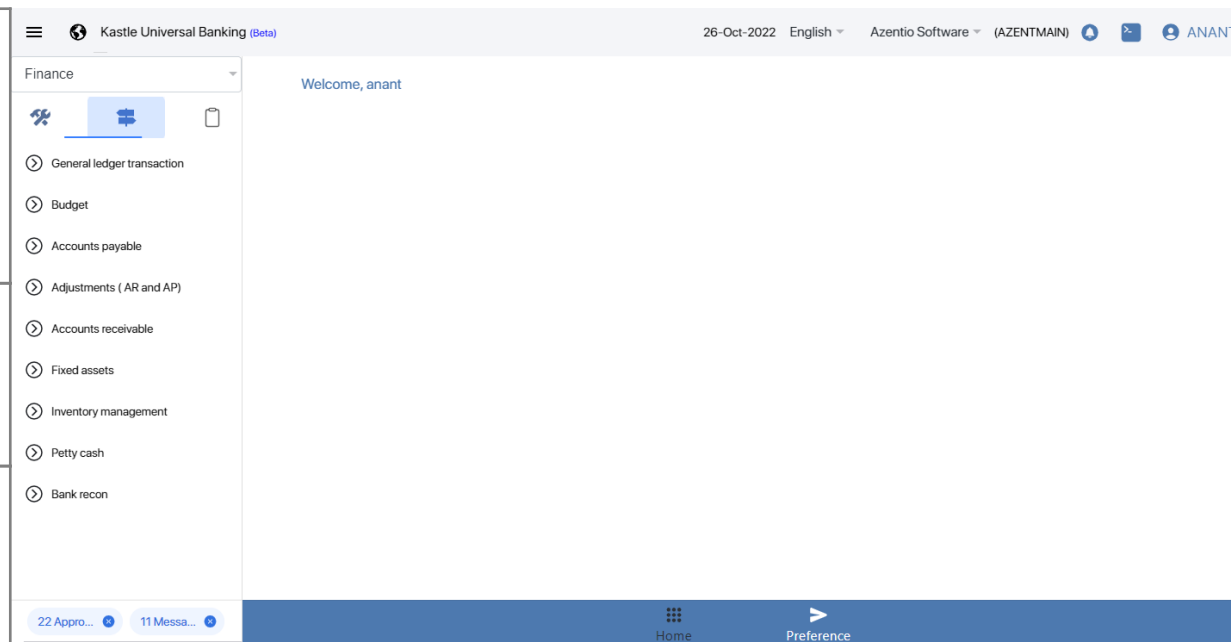 Kastle Universal Banking (Beta)
26-Oct-2022 English Azentio Software (AZENTMAIN) ANANT
Finance
Welcome, anant
General ledger transaction
Budget
Accounts payable
Adjustments ( AR and AP)
Accounts receivable
Fixed assets
Inventory management
Petty cash
Bank recon
22 Appro... 11 Messa...
Home
Preference